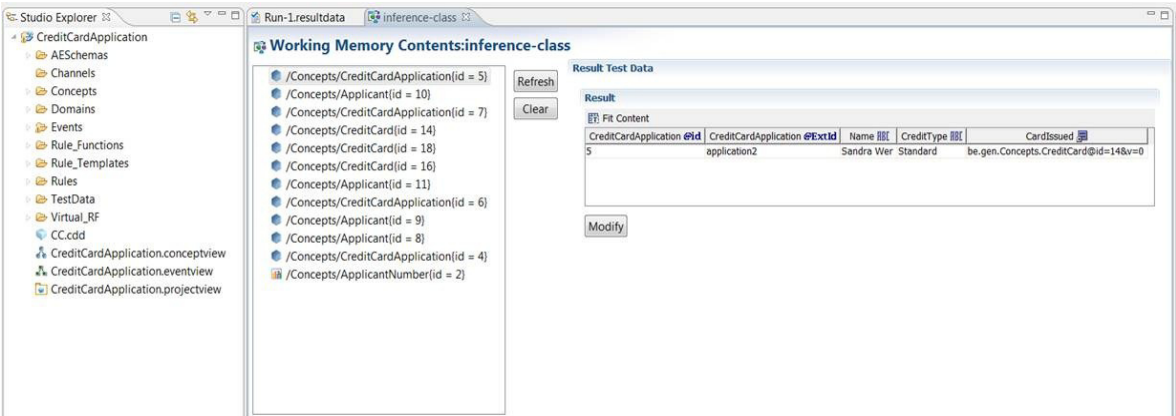 Studio Explorer
CreditCardApplication
AESchemas
Channels
Concepts
Domains
Events
Rule_Functions
Rule_Templates
Rules
TestData
Virtual_RF
CC.cdd
CreditCardApplication.conceptview
CreditCardApplication.eventview
CreditCardApplication.projectview
Run-1.resultdata
inference-class
Working Memory Contents:inference-class
/Concepts/CreditCardApplication(id = 5)
/Concepts/Applicant(id = 10)
/Concepts/CreditCardApplication(id = 7)
/Concepts/CreditCard(id = 14)
/Concepts/CreditCard(id = 18)
/Concepts/CreditCard(id = 16)
/Concepts/Applicant(id = 11)
/Concepts/CreditCardApplication(id = 6)
/Concepts/Applicant(id = 9)
/Concepts/Applicant(id = 8)
/Concepts/CreditCardApplication(id = 4)
/Concepts/ApplicantNumber(id = 2)
Refresh
Clear
Result Test Data
Result
Fit Content
CreditCardApplication @id CreditCardApplication @ExtId Name CreditType CardIssued
5 application2 Sandra Wer Standard be.gen.Concepts.CreditCard@id=14&v=0
Modify